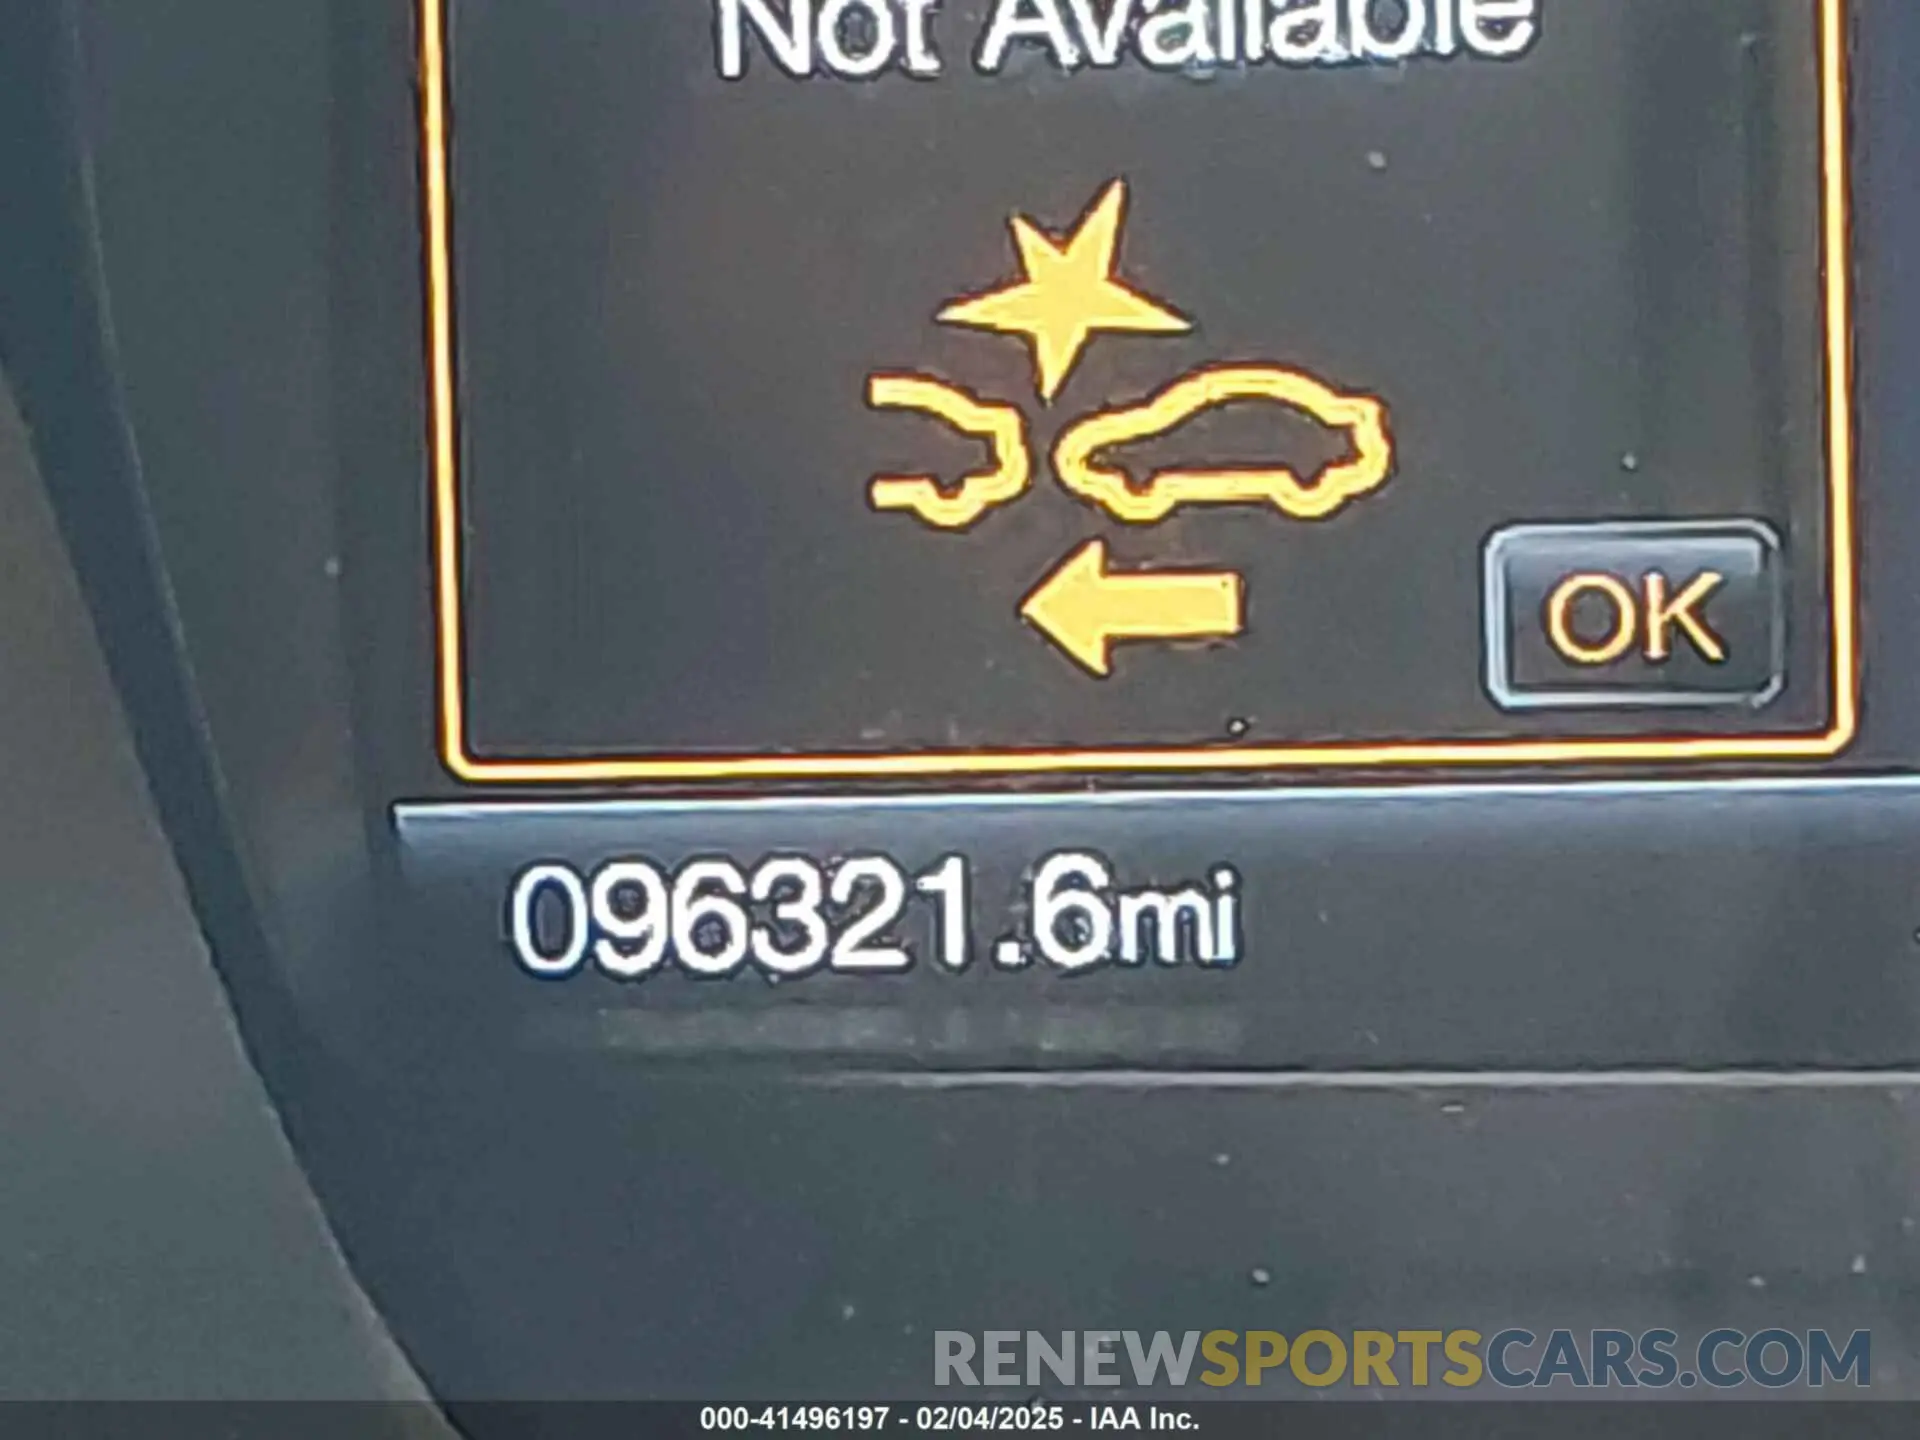 Not Available
OK
096321.6mi
RENEWSPORTSCARS.COM
000-41496197 - 02/04/2025 - IAA Inc.